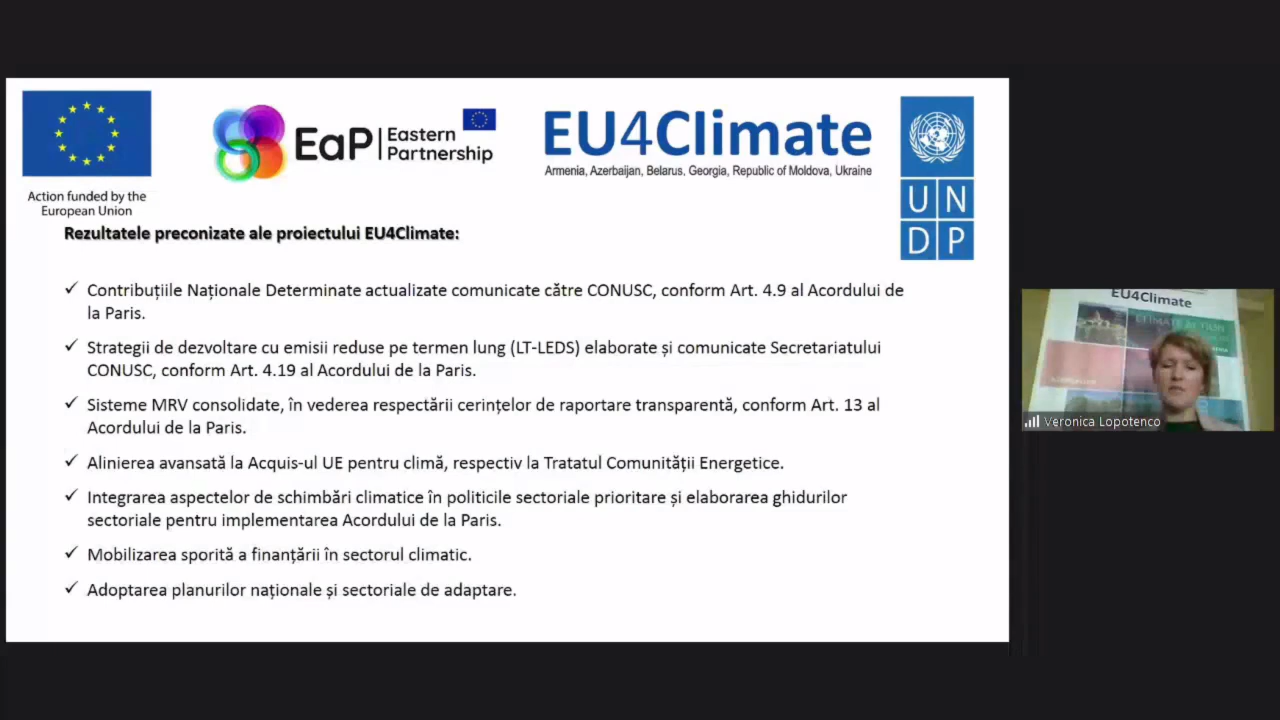 Action funded by the
European Union
EaP
Eastern
Partnership
EU4Climate
Armenia, Azerbaijan, Belarus, Georgia, Republic of Moldova, Ukraine
U N
D P
Rezultatele preconizate ale proiectului EU4Climate:
✓ Contribuțiile Naționale Determinate actualizate comunicate către CONUSC, conform Art. 4.9 al Acordului de
la Paris.
✓ Strategii de dezvoltare cu emisii reduse pe termen lung (LT-LEDS) elaborate și comunicate Secretariatului
CONUSC, conform Art. 4.19 al Acordului de la Paris.
✓ Sisteme MRV consolidate, în vederea respectării cerințelor de raportare transparentă, conform Art. 13 al
Acordului de la Paris.
✓ Alinierea avansată la Acquis-ul UE pentru climă, respectiv la Tratatul Comunității Energetice.
✓ Integrarea aspectelor de schimbări climatice în politicile sectoriale prioritare și elaborarea ghidurilor
sectoriale pentru implementarea Acordului de la Paris.
✓ Mobilizarea sporită a finanțării în sectorul climatic.
✓ Adoptarea planurilor naționale și sectoriale de adaptare.
EU4Climate
CLIMATE ACTION
Veronica Lopotenco